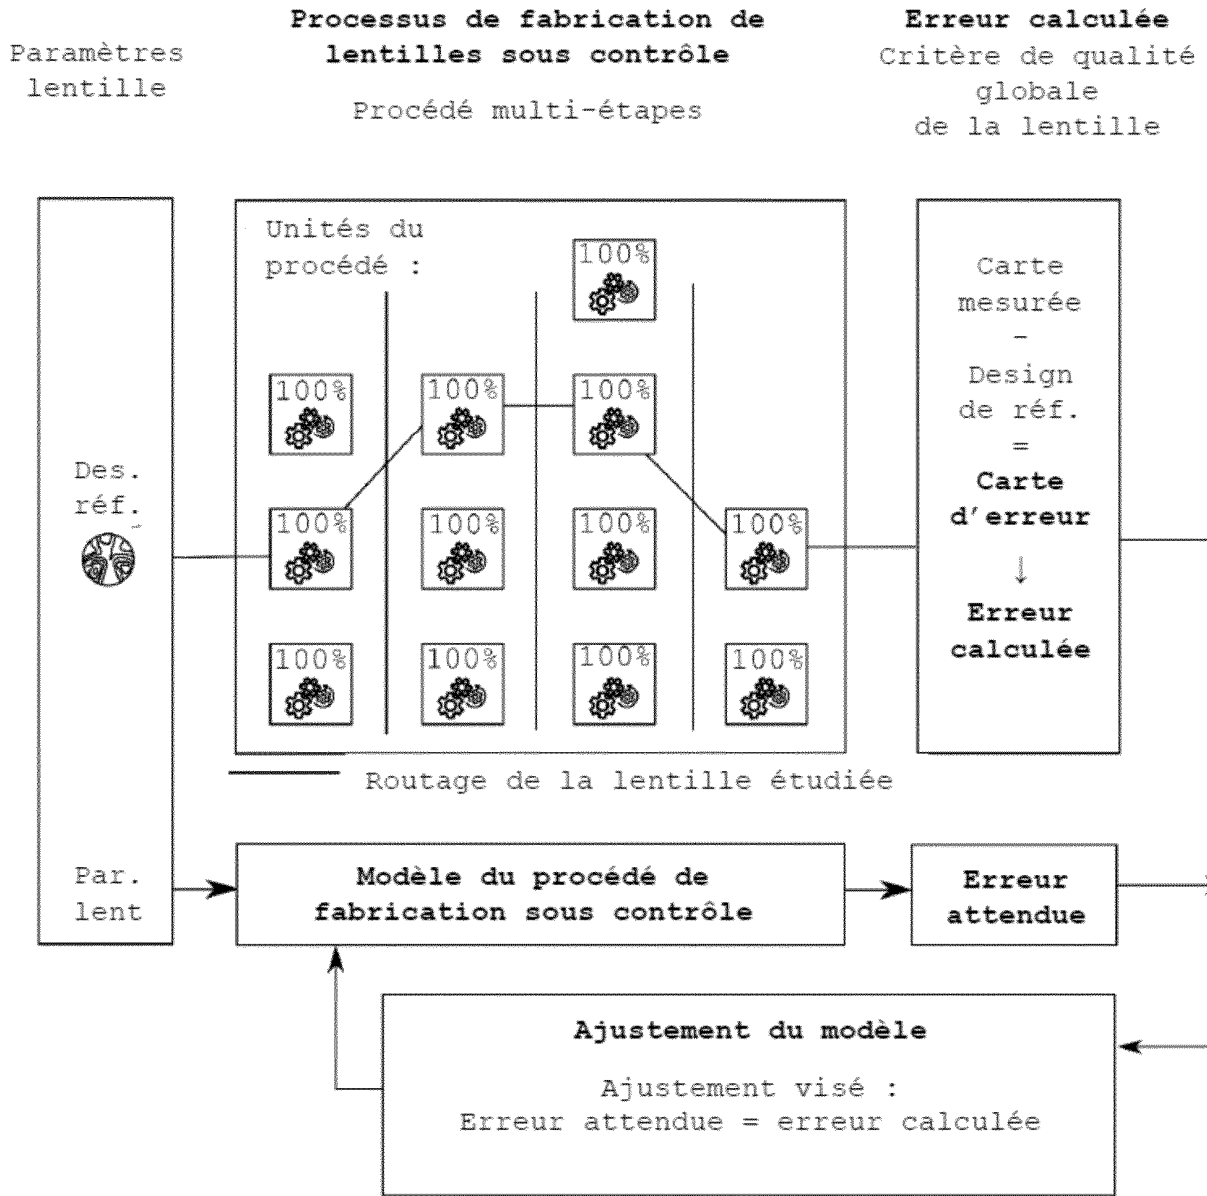 Paramètres
lentille
Processus de fabrication de
lentilles sous contrôle
Procédé multi-étapes
Erreur calculée
Critère de qualité
globale
de la lentille
Des.
réf.
Unités du
procédé :
100%
100%
100%
100%
100%
100%
100%
100%
100%
100%
100%
100%
Carte
mesurée
-
Design
de réf.
=
Carte
d'erreur
↓
Erreur
calculée
Routage de la lentille étudiée
Par.
lent
Modèle du procédé de
fabrication sous contrôle
Erreur
attendue
Ajustement du modèle
Ajustement visé :
Erreur attendue = erreur calculée